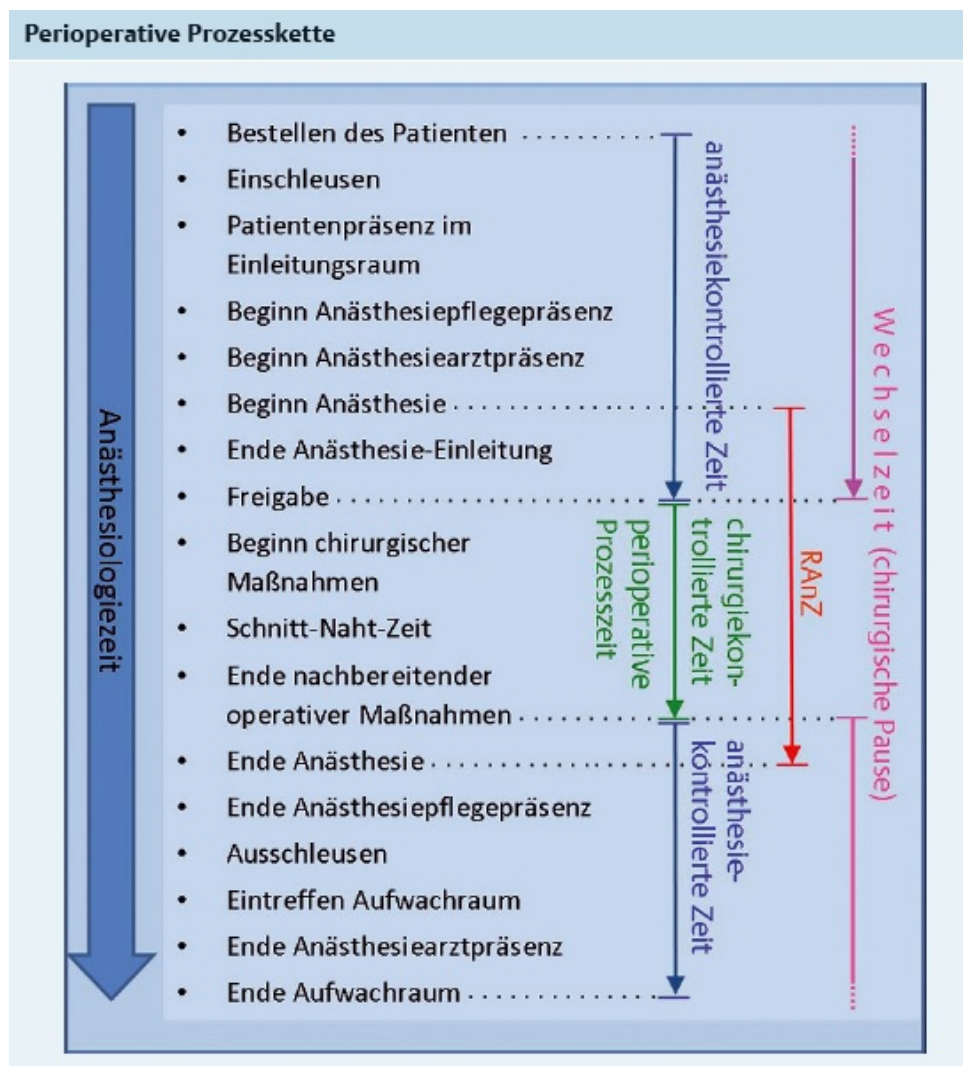 Perioperative Prozesskette
• Bestellen des Patienten
• Einschleusen
• Patientenpräsenz im
Einleitungsraum
• Beginn Anästhesiepflegepräsenz
• Beginn Anästhesiearztpräsenz
• Beginn Anästhesie
• Ende Anästhesie-Einleitung
• Freigabe
• Beginn chirurgischer
Maßnahmen
• Schnitt-Naht-Zeit
• Ende nachbereitender
operativer Maßnahmen
• Ende Anästhesie
• Ende Anästhesiepflegepräsenz
• Ausschleusen
• Eintreffen Aufwachraum
• Ende Anästhesiearztpräsenz
• Ende Aufwachraum
Anästhesiologiezeit
anästhesiekontrollierte Zeit
chirurgiekon-
trollierte Zeit
perioperative
Prozesszeit
anästhesie-
kontrollierte Zeit
RAnZ
Wechselzeit (chirurgische Pause)